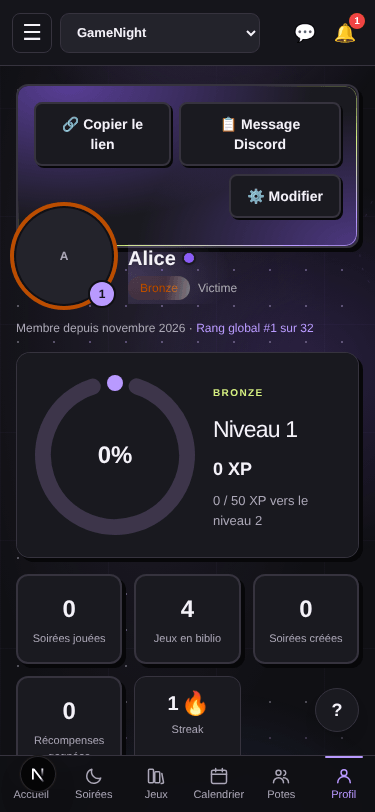 GameNight
1
🔗 Copier le
lien
📋 Message
Discord
⚙️ Modifier
A
1
Alice
Bronze
Victime
Membre depuis novembre 2026 · Rang global #1 sur 32
0%
BRONZE
Niveau 1
0 XP
0 / 50 XP vers le
niveau 2
0
Soirées jouées
4
Jeux en biblio
0
Soirées créées
0
Récompenses
1 🔥
Streak
?
N
Accueil
Soirées
Jeux
Calendrier
Potes
Profil